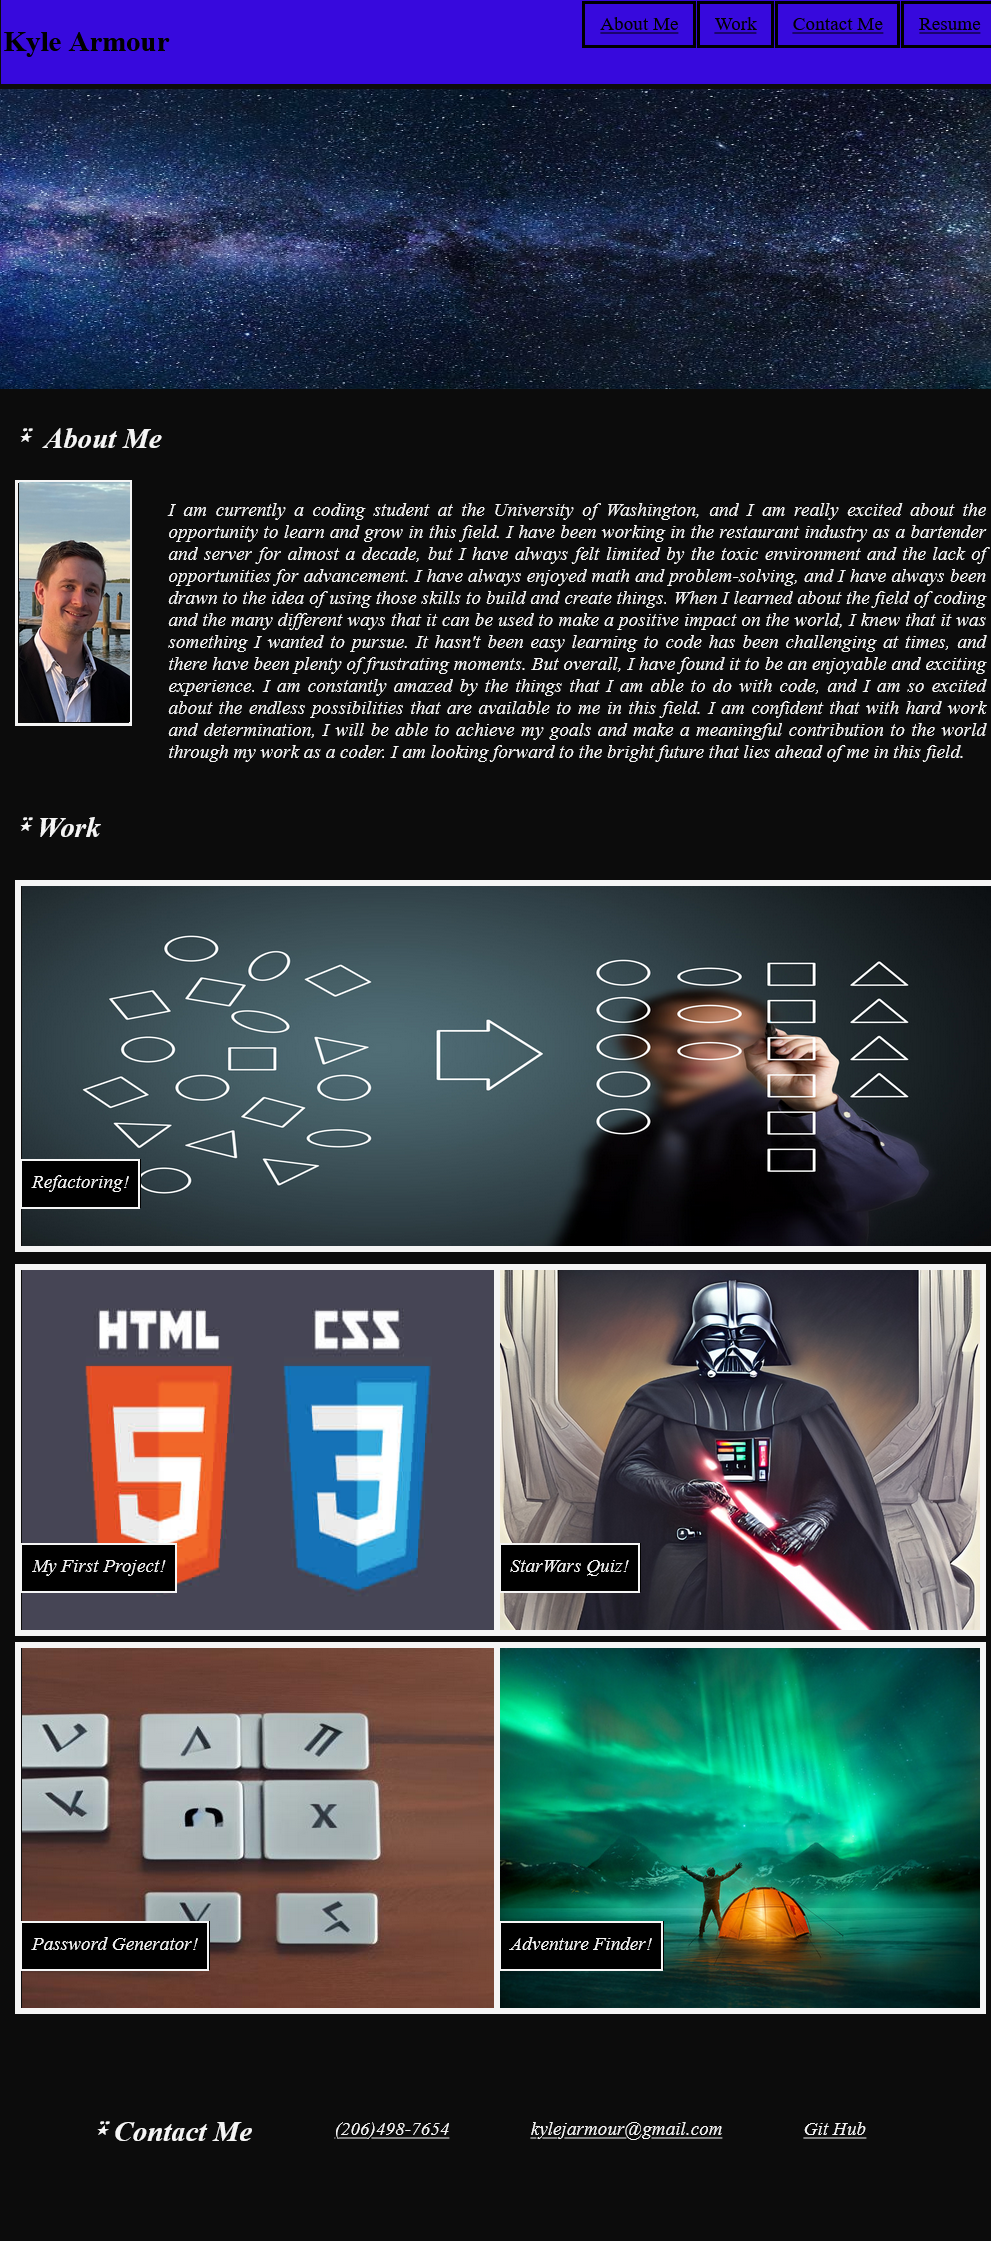 Kyle Armour
About Me
Work
Contact Me
Resume
About Me
I am currently a coding student at the University of Washington, and I am really excited about the
opportunity to learn and grow in this field. I have been working in the restaurant industry as a bartender
and server for almost a decade, but I have always felt limited by the toxic environment and the lack of
opportunities for advancement. I have always enjoyed math and problem-solving, and I have always been
drawn to the idea of using those skills to build and create things. When I learned about the field of coding
and the many different ways that it can be used to make a positive impact on the world, I knew that it was
something I wanted to pursue. It hasn't been easy learning to code has been challenging at times, and
there have been plenty of frustrating moments. But overall, I have found it to be an enjoyable and exciting
experience. I am constantly amazed by the things that I am able to do with code, and I am so excited
about the endless possibilities that are available to me in this field. I am confident that with hard work
and determination, I will be able to achieve my goals and make a meaningful contribution to the world
through my work as a coder. I am looking forward to the bright future that lies ahead of me in this field.
Work
Refactoring!
HTML
5
CSS
3
My First Project!
StarWars Quiz!
Password Generator!
Adventure Finder!
Contact Me
(206)498-7654
kylejarmour@gmail.com
Git Hub